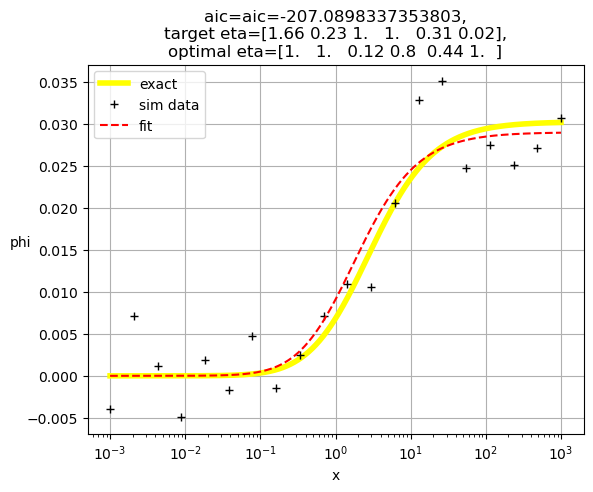 aic=aic=-207.0898337353803,
target eta=[1.66 0.23 1.   1.   0.31 0.02],
optimal eta=[1.   1.   0.12 0.8  0.44 1.  ]
exact
sim data
fit
0.035
0.030
0.025
0.020
0.015
0.010
0.005
0.000
−0.005
phi
10⁻³
10⁻²
10⁻¹
10⁰
10¹
10²
10³
x